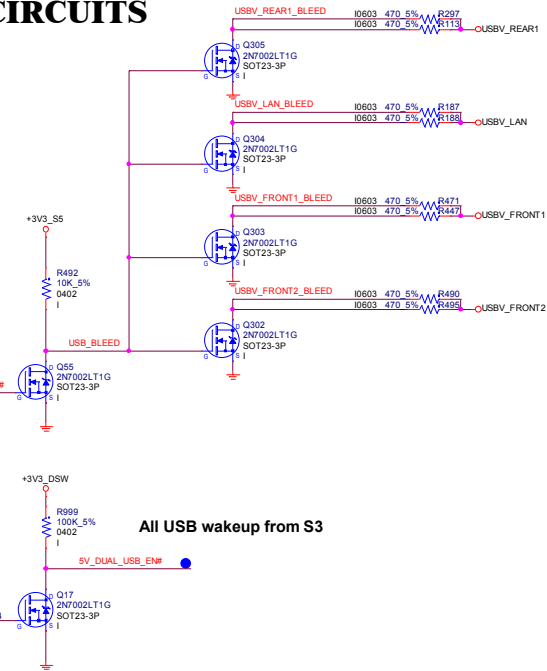 CIRCUITS
USBV_REAR1_BLEED I0603 470_5% R297
I0603 470_5% R113
USBV_REAR1
D Q305
2N7002LT1G
SOT23-3P
G S I
USBV_LAN_BLEED I0603 470_5% R187
I0603 470_5% R188
USBV_LAN
D Q304
2N7002LT1G
SOT23-3P
G S I
USBV_FRONT1_BLEED I0603 470_5% R471
I0603 470_5% R447
USBV_FRONT1
D Q303
2N7002LT1G
SOT23-3P
G S I
USBV_FRONT2_BLEED I0603 470_5% R490
I0603 470_5% R495
USBV_FRONT2
D Q302
2N7002LT1G
SOT23-3P
G S I
+3V3_S5
R492
10K_5%
0402
I
USB_BLEED
D Q55
2N7002LT1G
SOT23-3P
G S I
#
+3V3_DSW
R999
100K_5%
0402
I
All USB wakeup from S3
5V_DUAL_USB_EN#
D Q17
2N7002LT1G
SOT23-3P
G S I